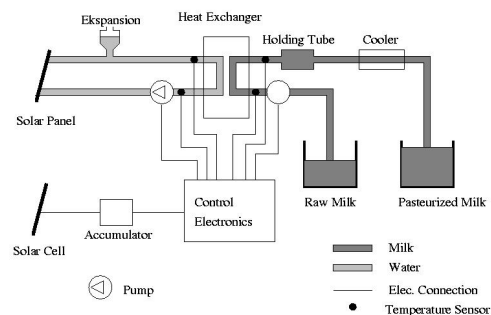 Ekspansion
Heat Exchanger
Holding Tube
Cooler
Solar Panel
Control
Electronics
Raw Milk
Pasteurized Milk
Accumulator
Solar Cell
Milk
Water
Elec. Connection
Pump
Temperature Sensor